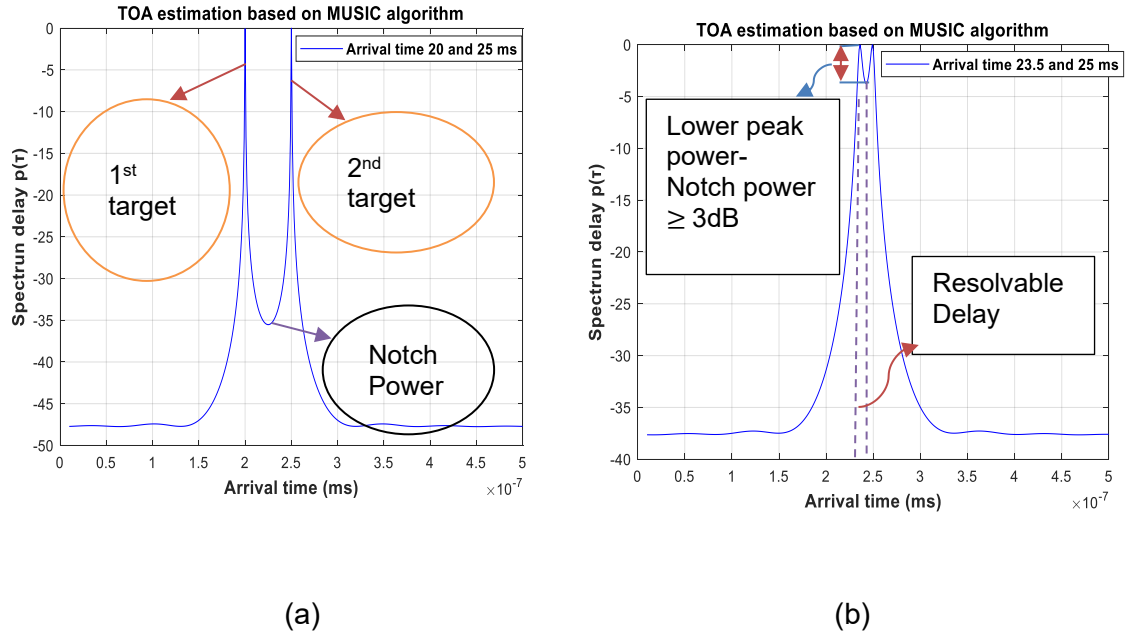 TOA estimation based on MUSIC algorithm
Arrival time 20 and 25 ms
0
-5
-10
-15
-20
-25
-30
-35
-40
-45
-50
Spectrun delay p(τ)
1st
target
2nd
target
Notch
Power
0
0.5
1
1.5
2
2.5
3
3.5
4
4.5
5
Arrival time (ms)
×10-7
(a)
TOA estimation based on MUSIC algorithm
Arrival time 23.5 and 25 ms
0
-5
-10
-15
-20
-25
-30
-35
-40
Spectrun delay p(τ)
Lower peak
power-
Notch power
≥ 3dB
Resolvable
Delay
0
0.5
1
1.5
2
2.5
3
3.5
4
4.5
5
Arrival time (ms)
×10-7
(b)